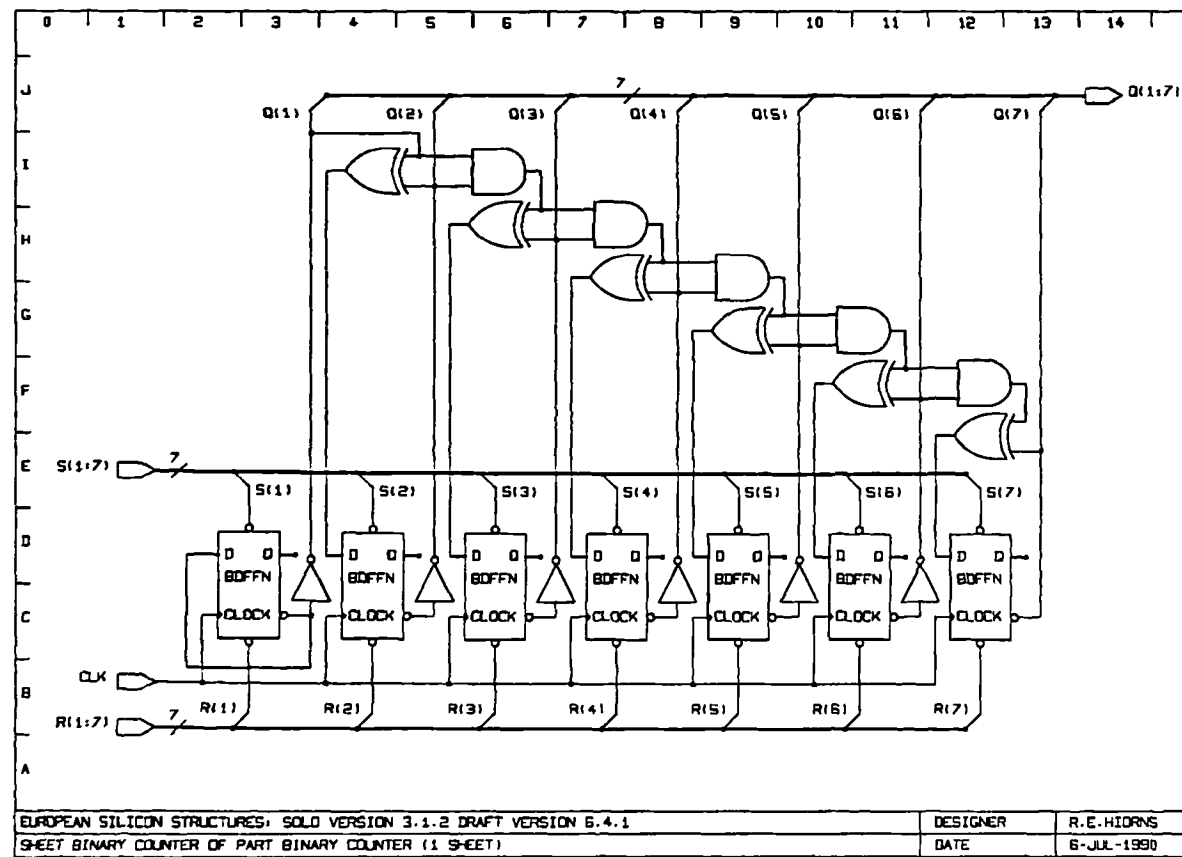 0 1 2 3 4 5 6 7 8 9 10 11 12 13 14
J
7
Q(1:7)
Q(1) Q(2) Q(3) Q(4) Q(5) Q(6) Q(7)
I
H
G
F
E
S(1:7) 7
S(1) S(2) S(3) S(4) S(5) S(6) S(7)
D
D Q D Q D Q D Q D Q D Q D Q
BDFFN BDFFN BDFFN BDFFN BDFFN BDFFN BDFFN
C
CLOCK CLOCK CLOCK CLOCK CLOCK CLOCK CLOCK
CLK
B
R(1) R(2) R(3) R(4) R(5) R(6) R(7)
R(1:7) 7
A
EUROPEAN SILICON STRUCTURES: SOLO VERSION 3.1.2 DRAFT VERSION 6.4.1 DESIGNER R.E.HIORNS
SHEET BINARY COUNTER OF PART BINARY COUNTER (1 SHEET) DATE 6-JUL-1990